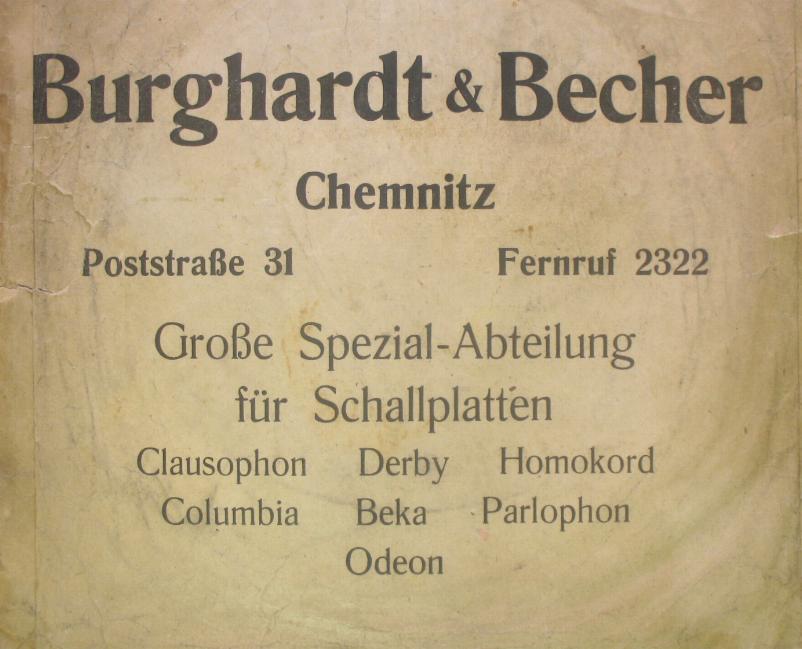 Burghardt & Becher
Chemnitz
Poststraße 31 Fernruf 2322
Große Spezial-Abteilung
für Schallplatten
Clausophon Derby Homokord
Columbia Beka Parlophon
Odeon